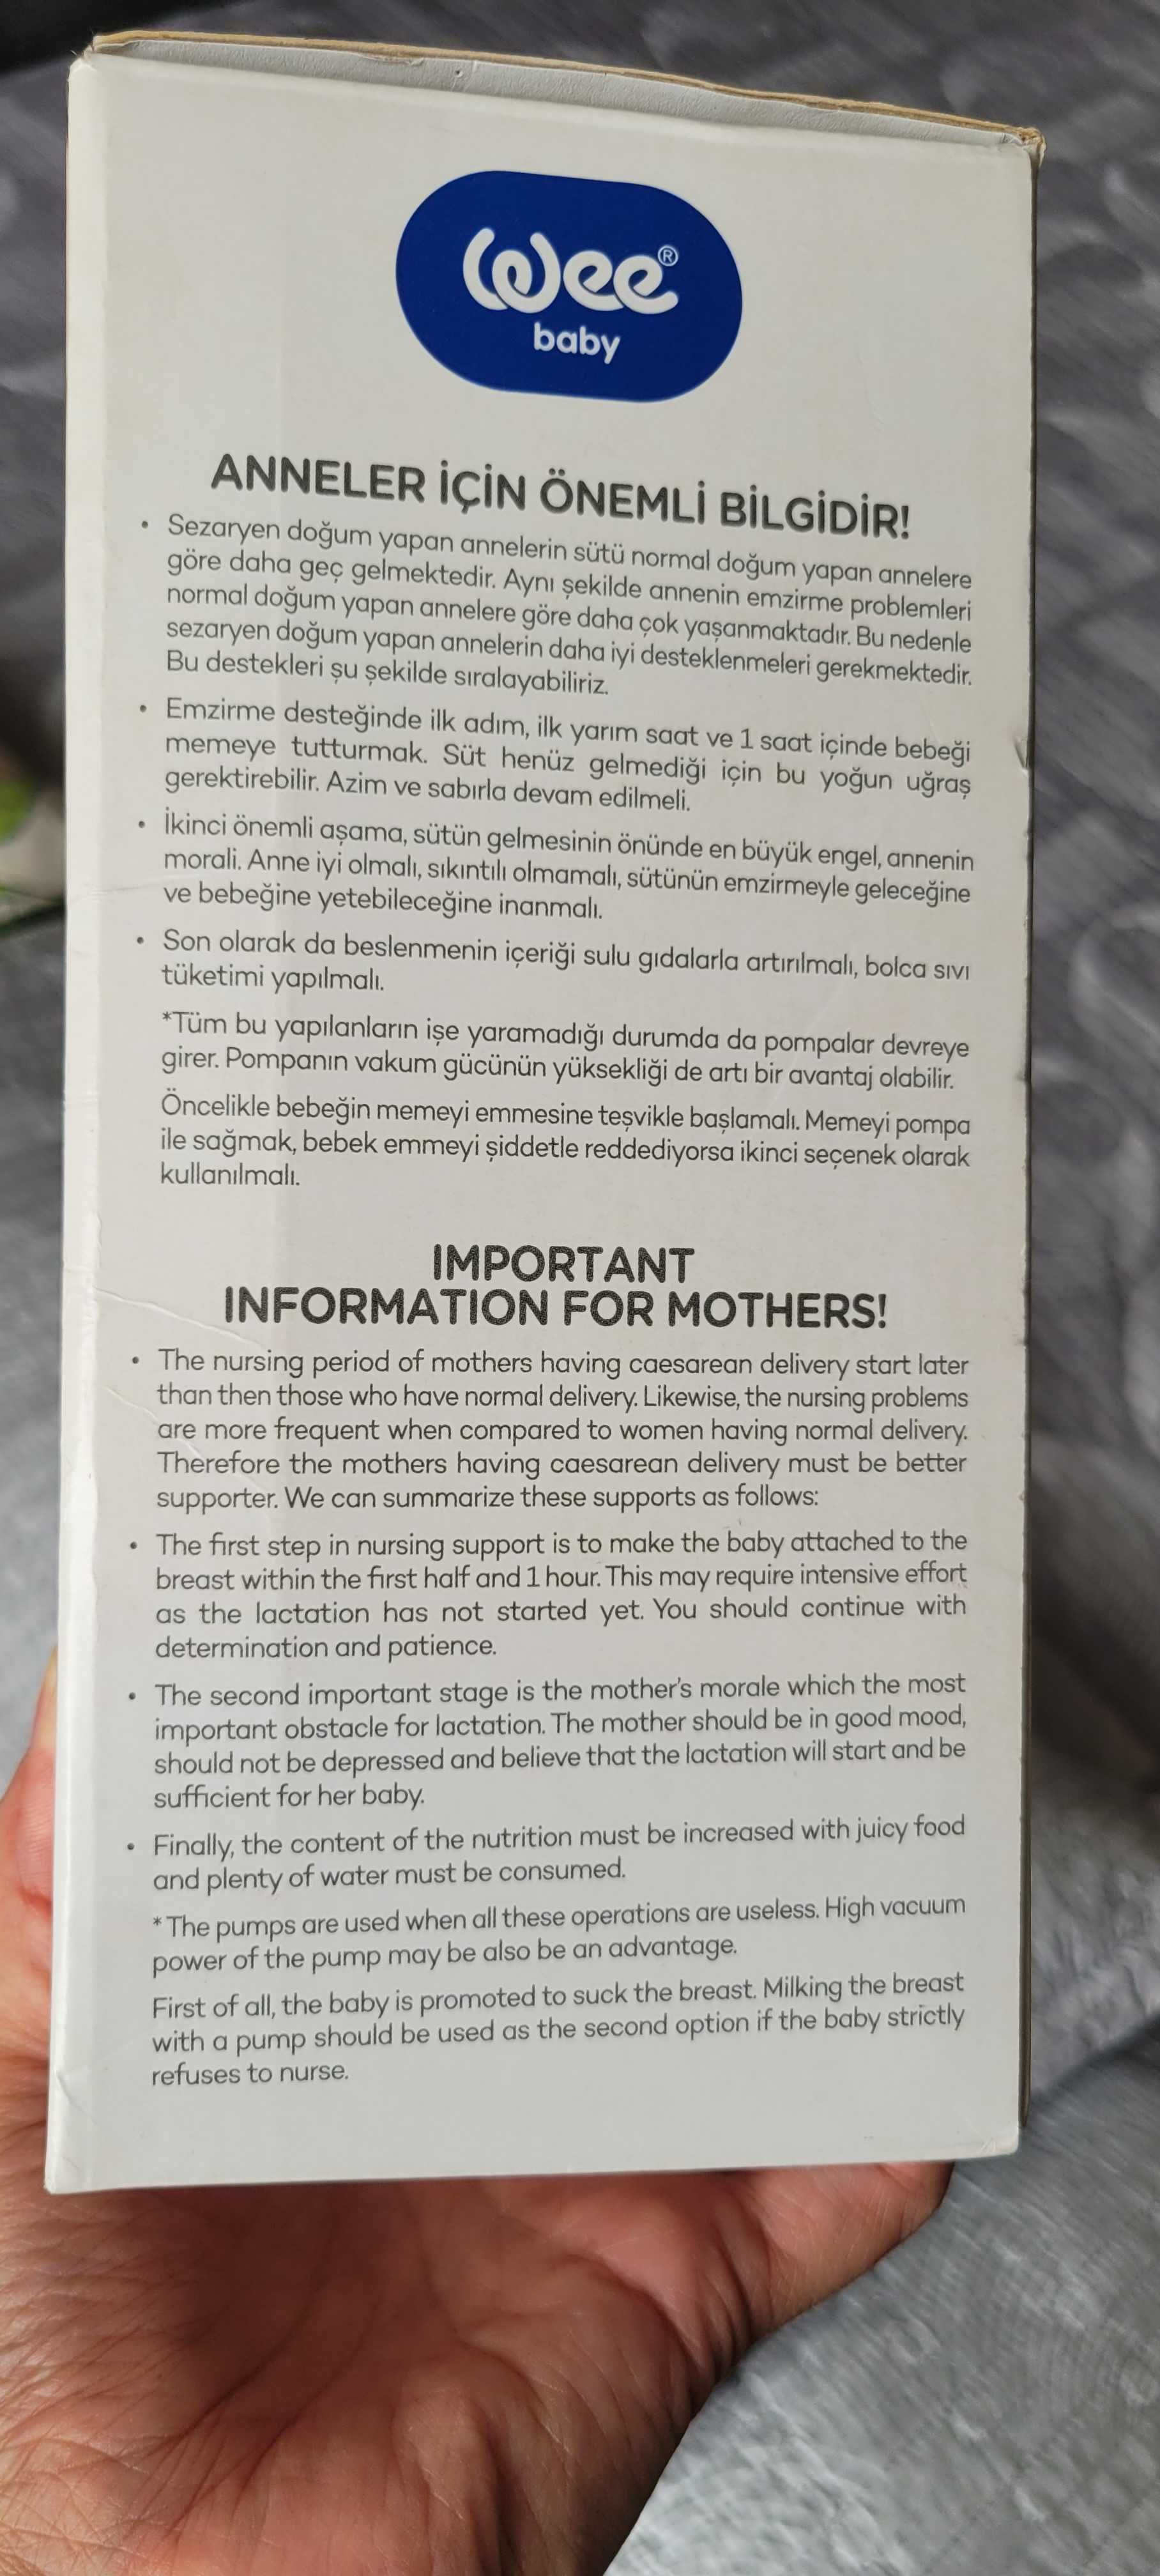 wee®
baby
ANNELER İÇİN ÖNEMLİ BİLGİDİR!
• Sezaryen doğum yapan annelerin sütü normal doğum yapan annelere
göre daha geç gelmektedir. Aynı şekilde annenin emzirme problemleri
normal doğum yapan annelere göre daha çok yaşanmaktadır. Bu nedenle
sezaryen doğum yapan annelerin daha iyi desteklenmeleri gerekmektedir.
Bu destekleri şu şekilde sıralayabiliriz.
• Emzirme desteğinde ilk adım, ilk yarım saat ve 1 saat içinde bebeği
memeye tutturmak. Süt henüz gelmediği için bu yoğun uğraş
gerektirebilir. Azim ve sabırla devam edilmeli.
• İkinci önemli aşama, sütün gelmesinin önünde en büyük engel, annenin
morali. Anne iyi olmalı, sıkıntılı olmamalı, sütünün emzirmeyle geleceğine
ve bebeğine yetebileceğine inanmalı.
• Son olarak da beslenmenin içeriği sulu gıdalarla artırılmalı, bolca sıvı
tüketimi yapılmalı.
*Tüm bu yapılanların işe yaramadığı durumda da pompalar devreye
girer. Pompanın vakum gücünün yüksekliği de artı bir avantaj olabilir.
Öncelikle bebeğin memeyi emmesine teşvikle başlamalı. Memeyi pompa
ile sağmak, bebek emmeyi şiddetle reddediyorsa ikinci seçenek olarak
kullanılmalı.
IMPORTANT
INFORMATION FOR MOTHERS!
• The nursing period of mothers having caesarean delivery start later
than then those who have normal delivery. Likewise, the nursing problems
are more frequent when compared to women having normal delivery.
Therefore the mothers having caesarean delivery must be better
supporter. We can summarize these supports as follows:
• The first step in nursing support is to make the baby attached to the
breast within the first half and 1 hour. This may require intensive effort
as the lactation has not started yet. You should continue with
determination and patience.
• The second important stage is the mother's morale which the most
important obstacle for lactation. The mother should be in good mood,
should not be depressed and believe that the lactation will start and be
sufficient for her baby.
• Finally, the content of the nutrition must be increased with juicy food
and plenty of water must be consumed.
* The pumps are used when all these operations are useless. High vacuum
power of the pump may be also be an advantage.
First of all, the baby is promoted to suck the breast. Milking the breast
with a pump should be used as the second option if the baby strictly
refuses to nurse.